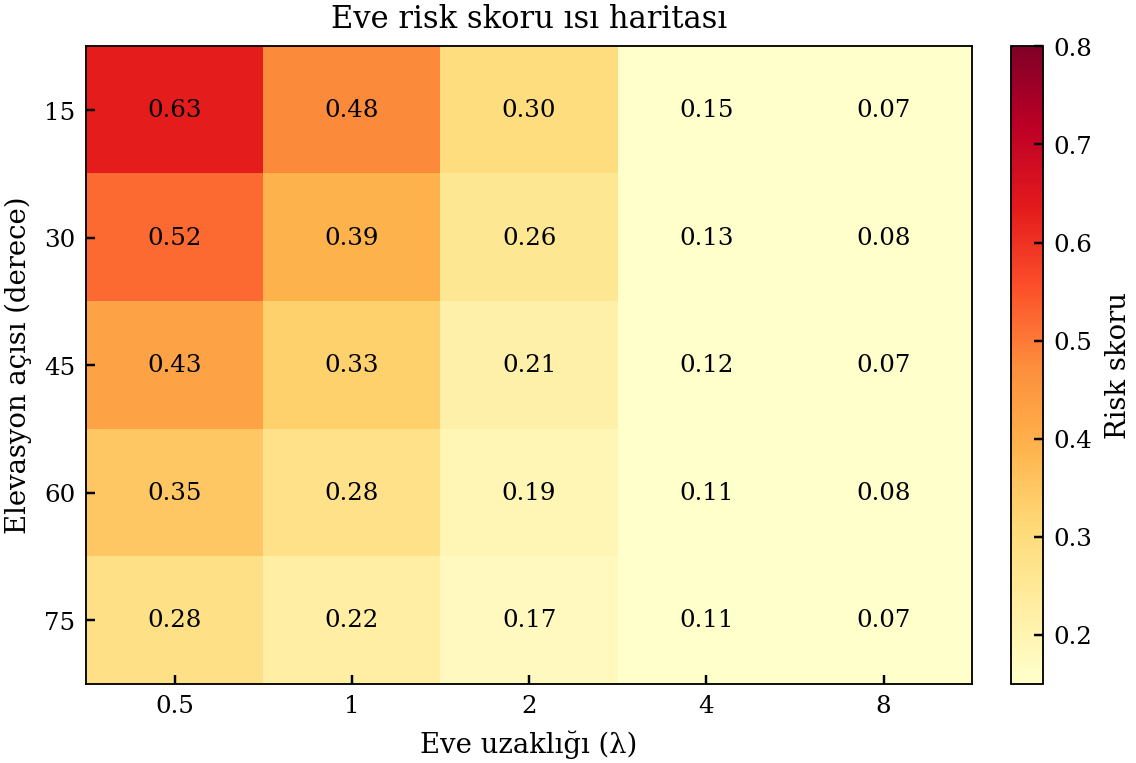 Eve risk skoru ısı haritası
Elevasyon açısı (derece)
15 0.63 0.48 0.30 0.15 0.07
30 0.52 0.39 0.26 0.13 0.08
45 0.43 0.33 0.21 0.12 0.07
60 0.35 0.28 0.19 0.11 0.08
75 0.28 0.22 0.17 0.11 0.07
0.5 1 2 4 8
Eve uzaklığı (λ)
0.8
0.7
0.6
0.5
0.4
0.3
0.2
Risk skoru